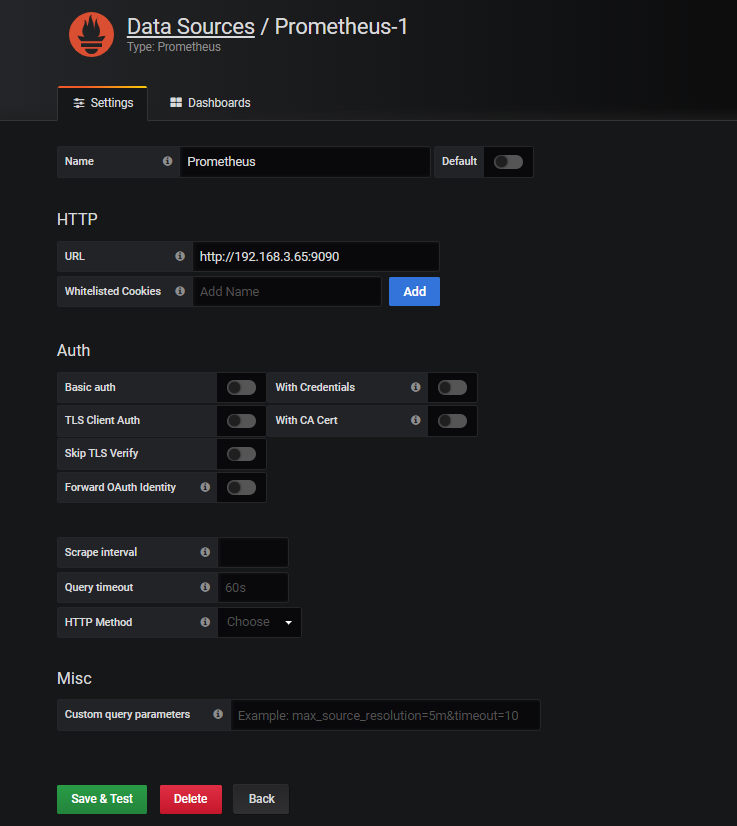 Data Sources / Prometheus-1
Type: Prometheus
Settings
Dashboards
Name
Prometheus
Default
HTTP
URL
http://192.168.3.65:9090
Whitelisted Cookies
Add Name
Add
Auth
Basic auth
With Credentials
TLS Client Auth
With CA Cert
Skip TLS Verify
Forward OAuth Identity
Scrape interval
Query timeout
60s
HTTP Method
Choose
Misc
Custom query parameters
Example: max_source_resolution=5m&timeout=10
Save & Test
Delete
Back